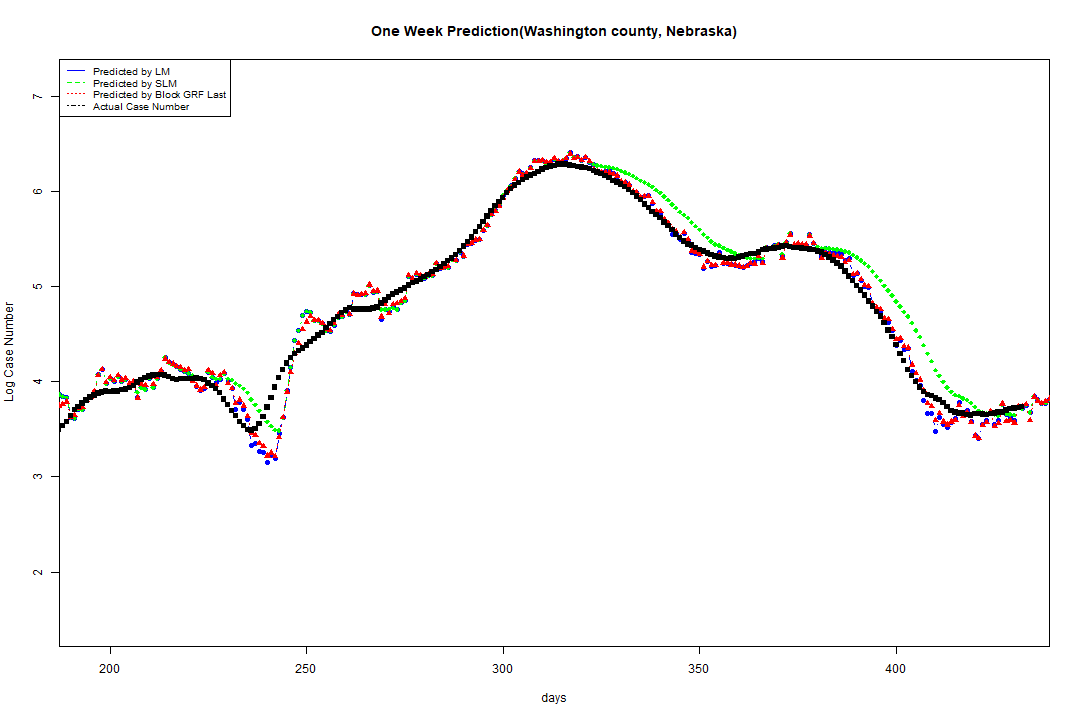 One Week Prediction(Washington county, Nebraska)
Predicted by LM
Predicted by SLM
Predicted by Block GRF Last
Actual Case Number
Log Case Number
7
6
5
4
3
2
200 250 300 350 400
days